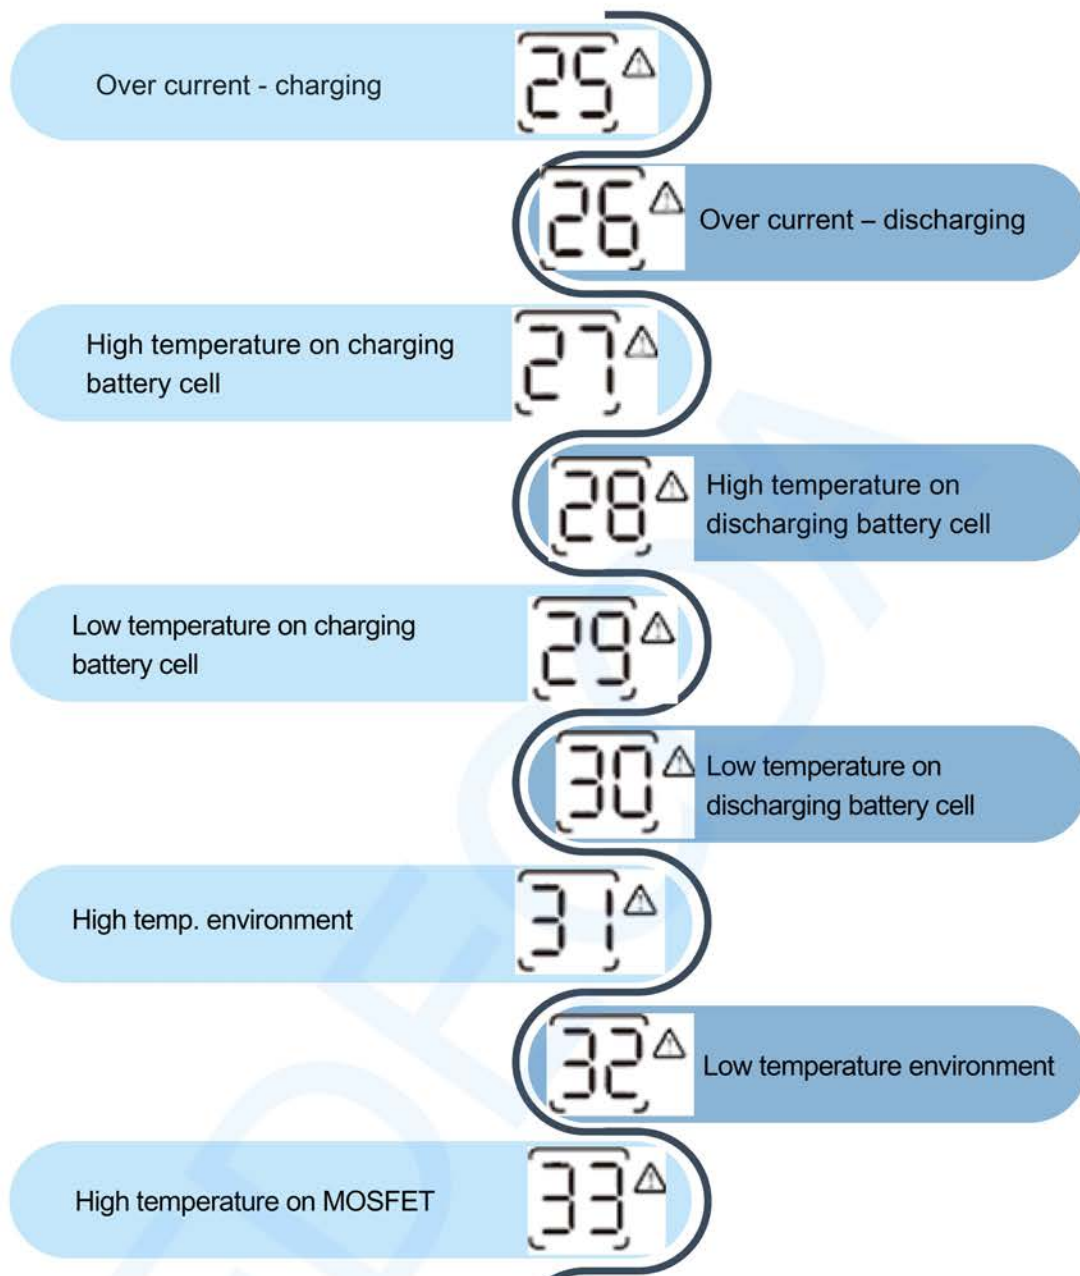 Over current - charging
25
26
Over current – discharging
High temperature on charging
battery cell
27
28
High temperature on
discharging battery cell
Low temperature on charging
battery cell
29
30
Low temperature on
discharging battery cell
High temp. environment
31
32
Low temperature environment
High temperature on MOSFET
33